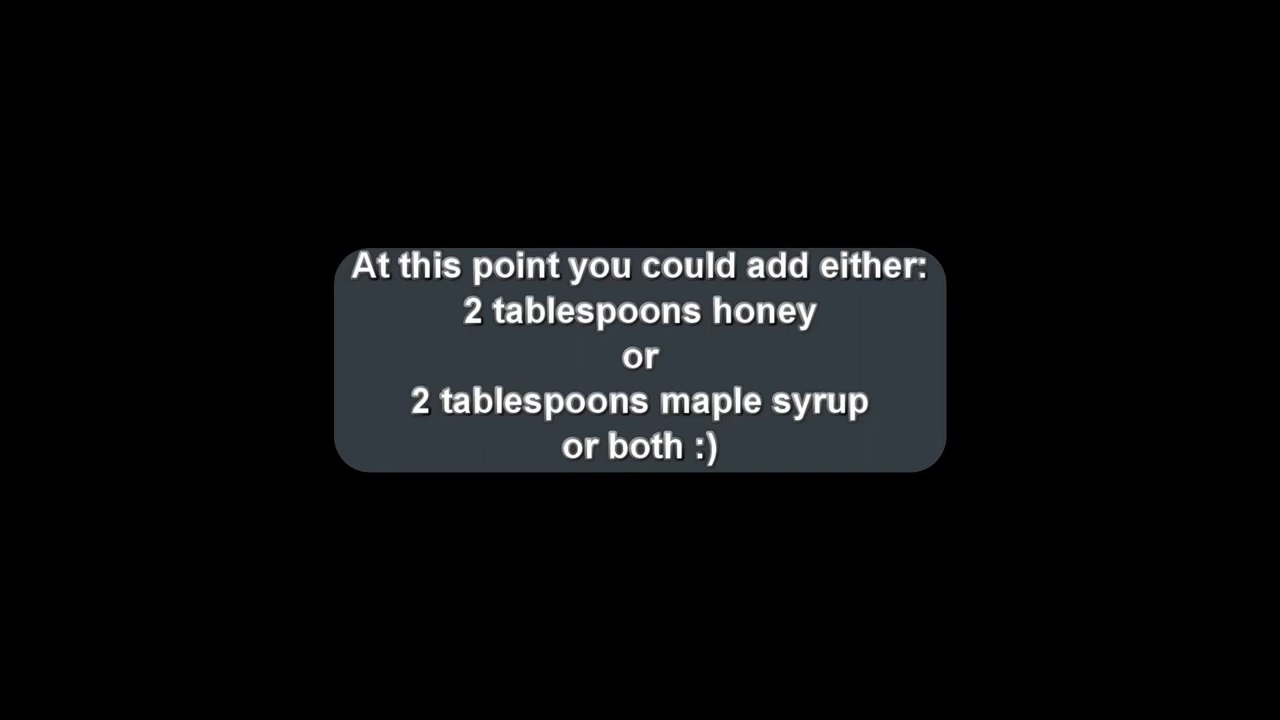 At this point you could add either:
2 tablespoons honey
or
2 tablespoons maple syrup
or both :)